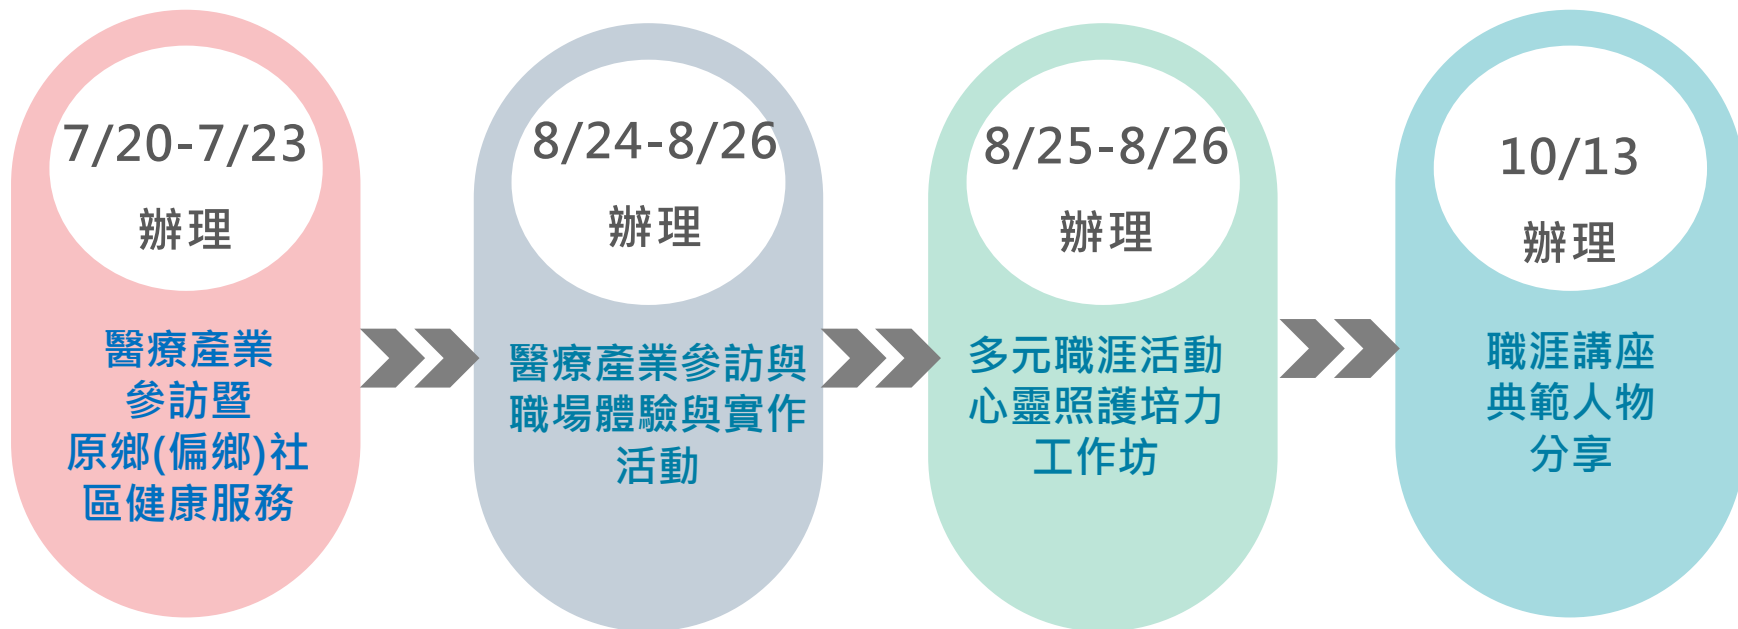 7/20-7/23
辦理
醫療產業
參訪暨
原鄉(偏鄉)社
區健康服務
8/24-8/26
辦理
醫療產業參訪與
職場體驗與實作
活動
8/25-8/26
辦理
多元職涯活動
心靈照護培力
工作坊
10/13
辦理
職涯講座
典範人物
分享